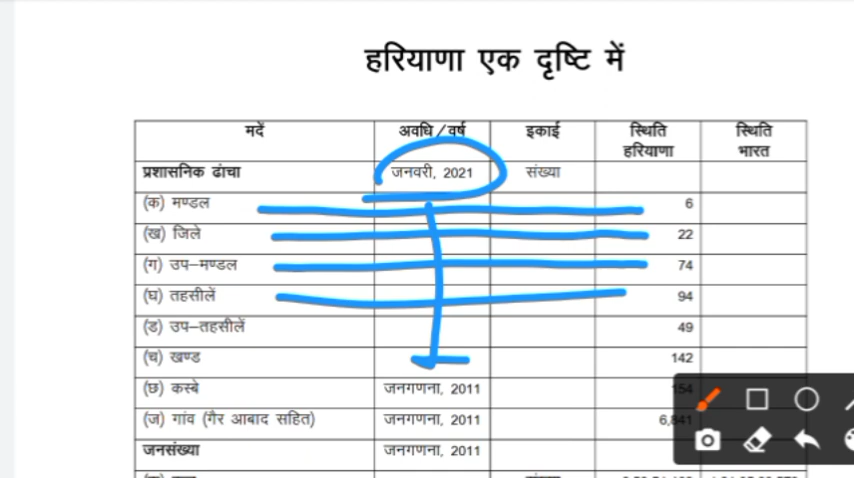 हरियाणा एक दृष्टि में
मदें अवधि/वर्ष इकाई स्थिति हरियाणा स्थिति भारत
प्रशासनिक ढांचा जनवरी, 2021 संख्या
(क) मण्डल 6
(ख) जिले 22
(ग) उप–मण्डल 74
(घ) तहसीलें 94
(ड) उप–तहसीलें 49
(च) खण्ड 142
(छ) कस्बे जनगणना, 2011 154
(ज) गांव (गैर आबाद सहित) जनगणना, 2011 6,841
जनसंख्या जनगणना, 2011